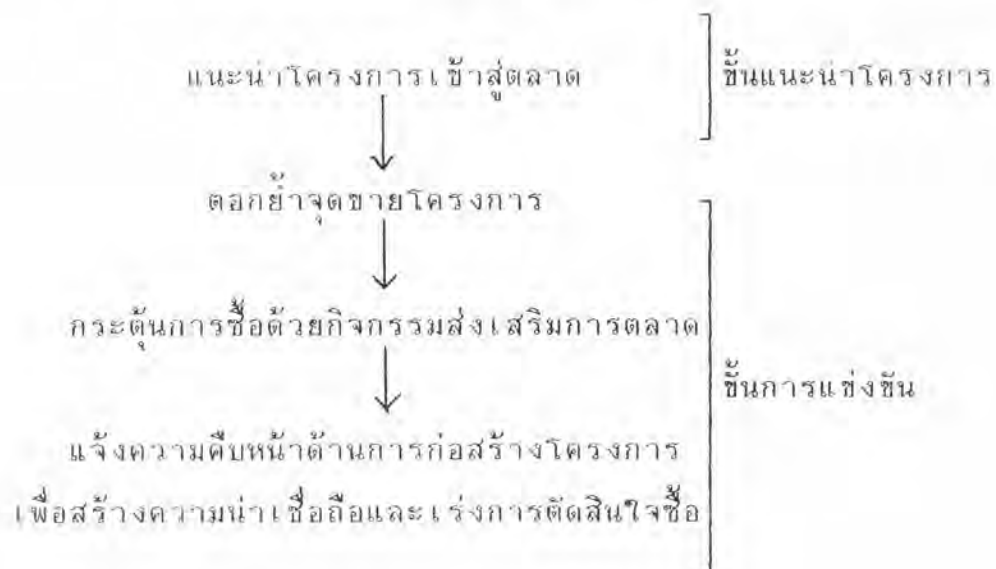 แนะนำโครงการเข้าสู่ตลาด
ขั้นแนะนำโครงการ
ตอกย้ำจุดขายโครงการ
กระตุ้นการซื้อด้วยกิจกรรมส่งเสริมการตลาด
ขั้นการแข่งขัน
แจ้งความคืบหน้าด้านการก่อสร้างโครงการ
เพื่อสร้างความน่าเชื่อถือและเร่งการตัดสินใจซื้อ